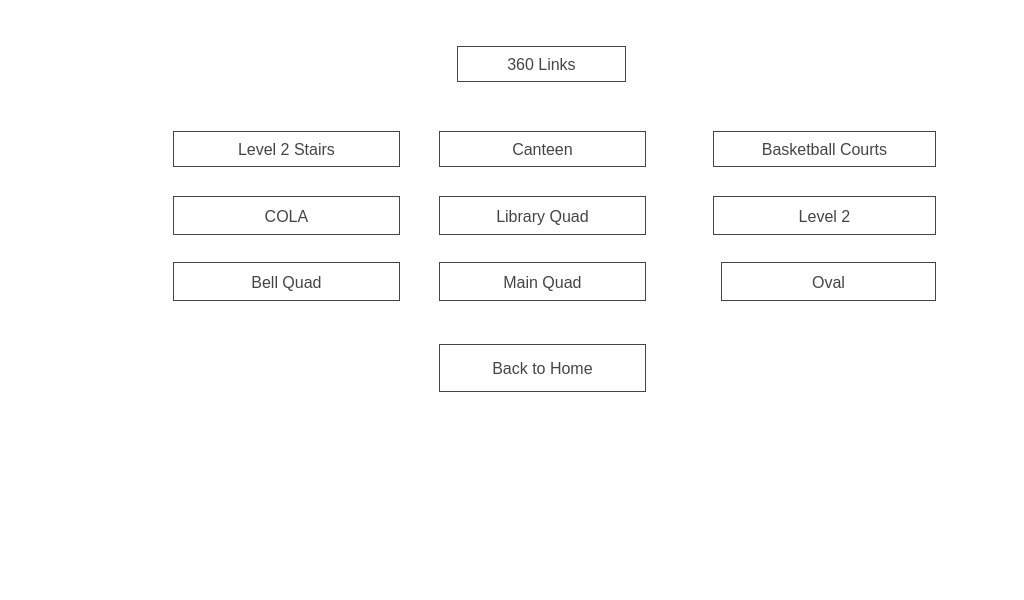 360 Links
Level 2 Stairs
Canteen
Basketball Courts
COLA
Library Quad
Level 2
Bell Quad
Main Quad
Oval
Back to Home